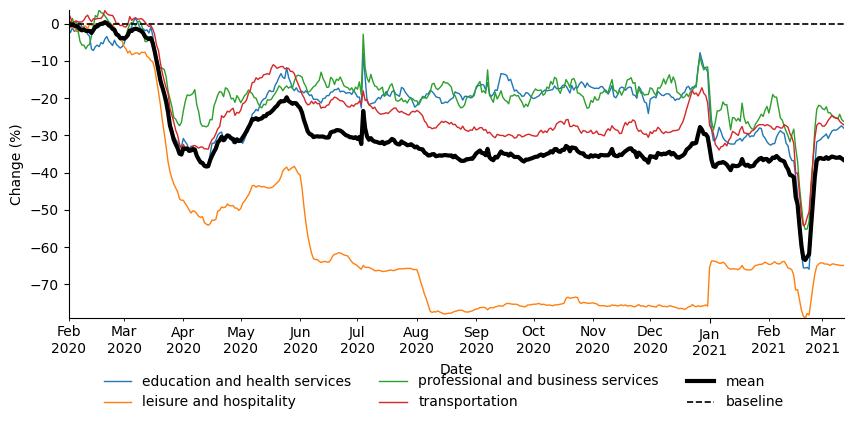 Change (%)
0
−10
−20
−30
−40
−50
−60
−70
Feb Mar Apr May Jun Jul Aug Sep Oct Nov Dec Jan Feb Mar
2020 2020 2020 2020 2020 2020 2020 2020 2020 2020 2020 2021 2021 2021
Date
education and health services professional and business services mean
leisure and hospitality transportation baseline